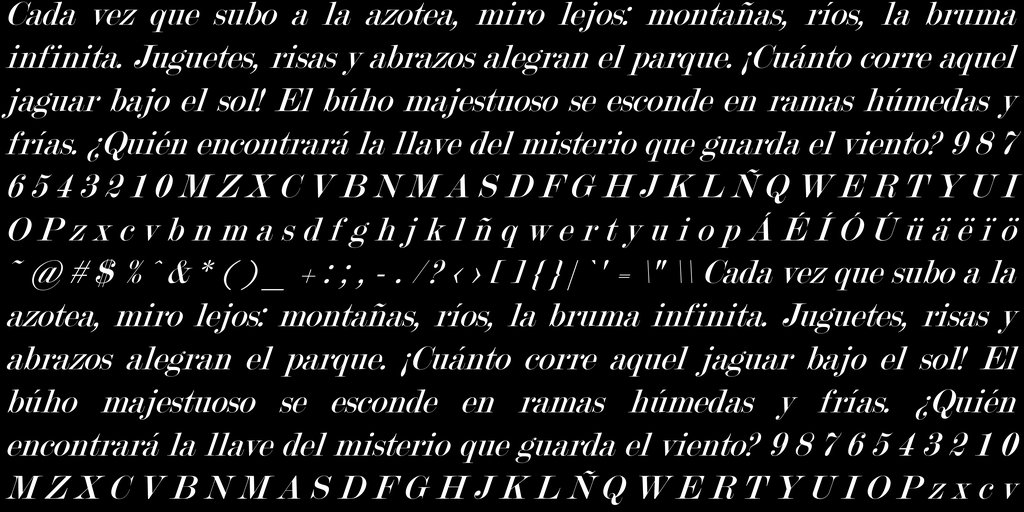 Cada vez que subo a la azotea, miro lejos: montañas, ríos, la bruma
infinita. Juguetes, risas y abrazos alegran el parque. ¡Cuánto corre aquel
jaguar bajo el sol! El búho majestuoso se esconde en ramas húmedas y
frías. ¿Quién encontrará la llave del misterio que guarda el viento? 9 8 7
6 5 4 3 2 1 0 M Z X C V B N M A S D F G H J K L Ñ Q W E R T Y U I
O P z x c v b n m a s d f g h j k l ñ q w e r t y u i o p Á É Í Ó Ú ü ä ë ï ö
~ @ # $ % ^ & * ( ) _ + : ; , - . / ? < > [ ] { } | ` ' = \" \\ Cada vez que subo a la
azotea, miro lejos: montañas, ríos, la bruma infinita. Juguetes, risas y
abrazos alegran el parque. ¡Cuánto corre aquel jaguar bajo el sol! El
búho majestuoso se esconde en ramas húmedas y frías. ¿Quién
encontrará la llave del misterio que guarda el viento? 9 8 7 6 5 4 3 2 1 0
M Z X C V B N M A S D F G H J K L Ñ Q W E R T Y U I O P z x c v